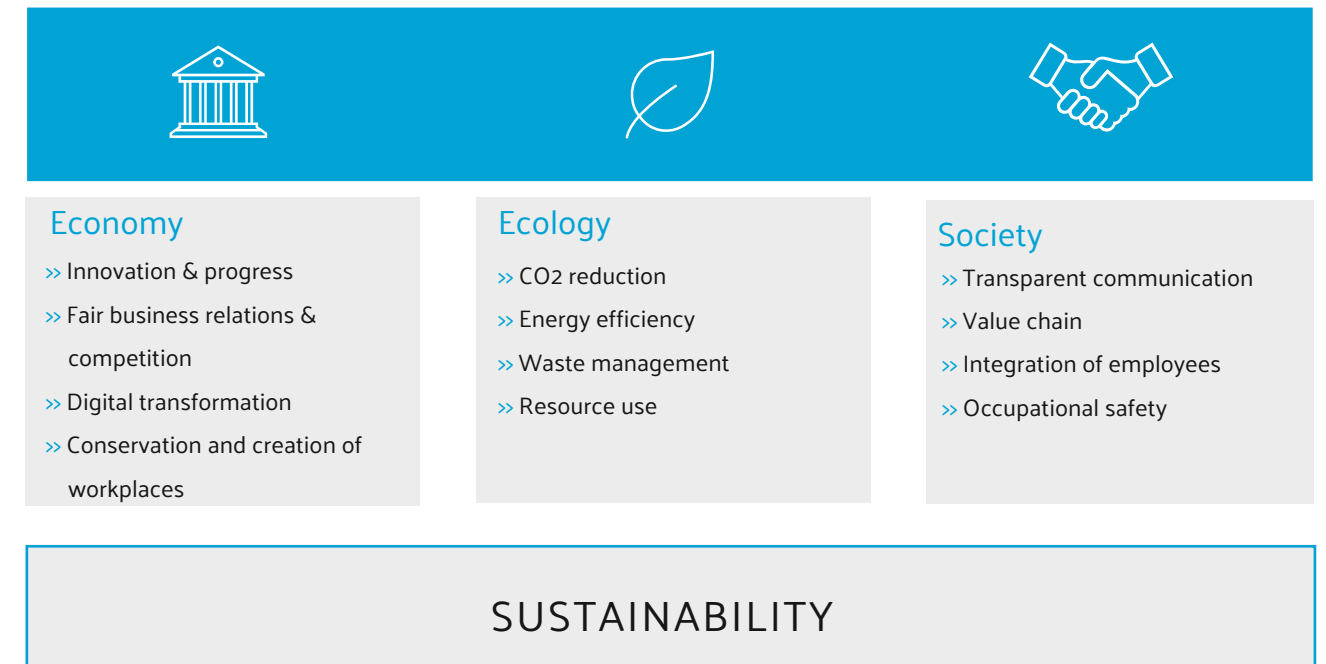 Economy
>> Innovation & progress
>> Fair business relations &
competition
>> Digital transformation
>> Conservation and creation of
workplaces
Ecology
>> CO2 reduction
>> Energy efficiency
>> Waste management
>> Resource use
Society
>> Transparent communication
>> Value chain
>> Integration of employees
>> Occupational safety
SUSTAINABILITY